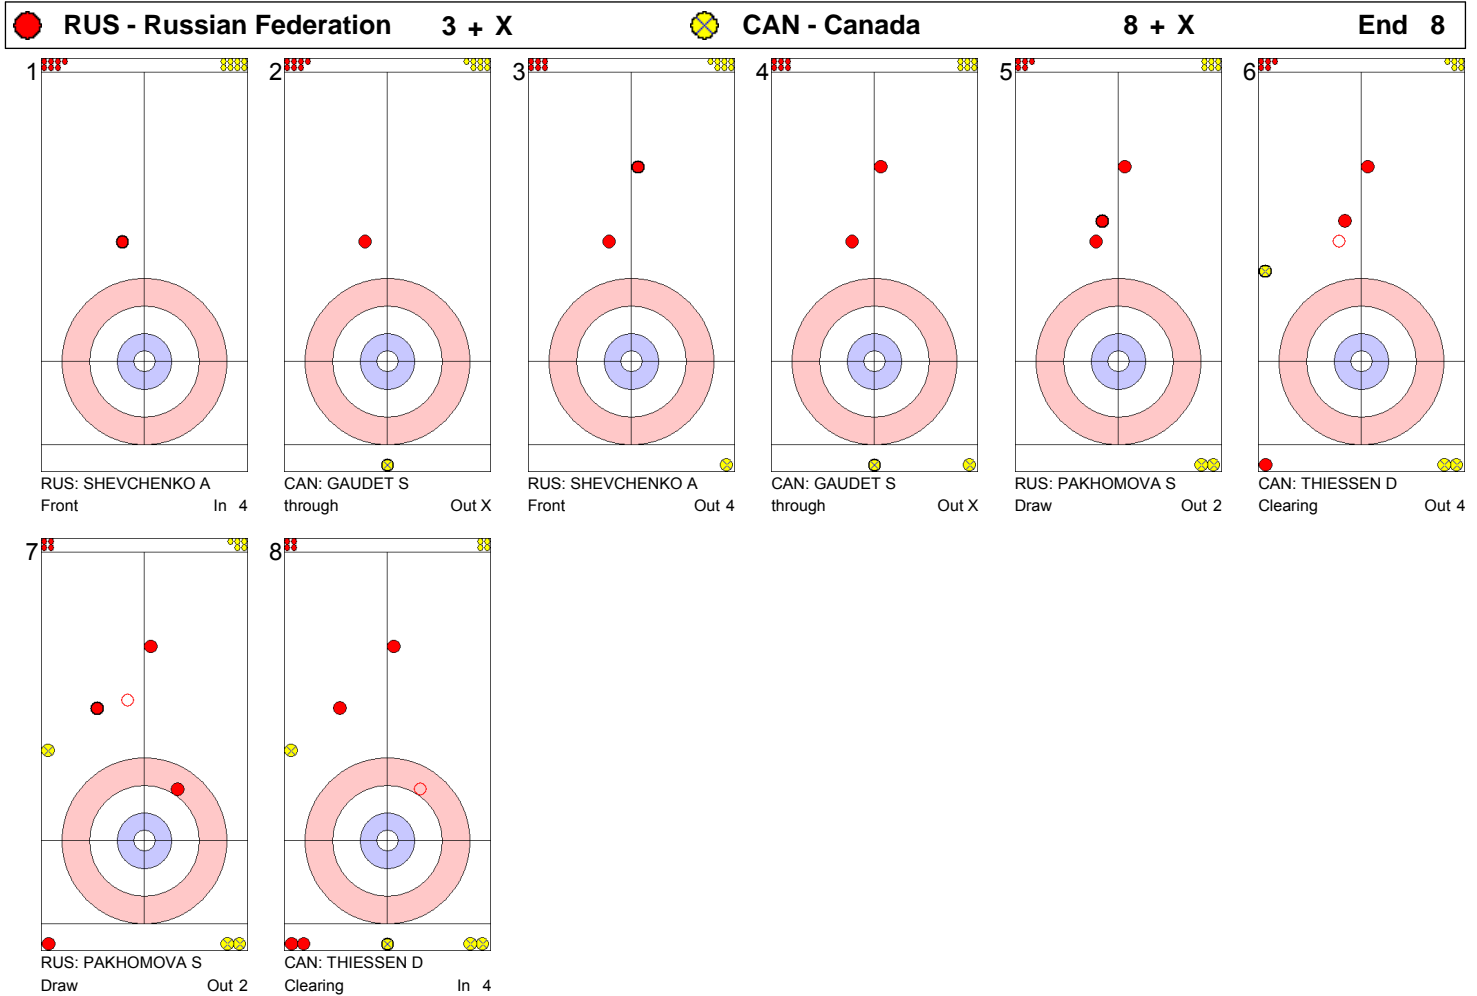 RUS - Russian Federation 3 + X CAN - Canada 8 + X End 8
1 2 3 4 5 6
RUS: SHEVCHENKO A CAN: GAUDET S RUS: SHEVCHENKO A CAN: GAUDET S RUS: PAKHOMOVA S CAN: THIESSEN D
Front In 4 through Out X Front Out 4 through Out X Draw Out 2 Clearing Out 4
7 8
RUS: PAKHOMOVA S CAN: THIESSEN D
Draw Out 2 Clearing In 4